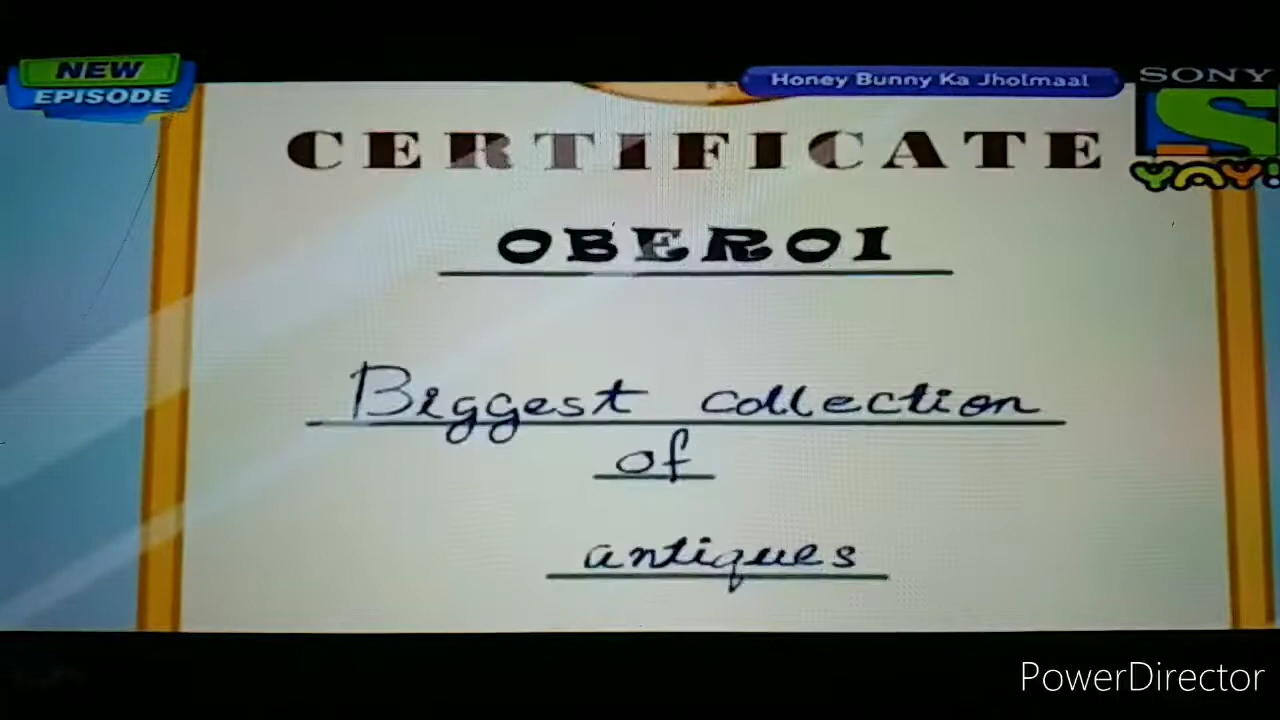 NEW
EPISODE
Honey Bunny Ka Jholmaal
SONY
YAY!
CERTIFICATE
OBEROI
Biggest collection
of
antiques
PowerDirector